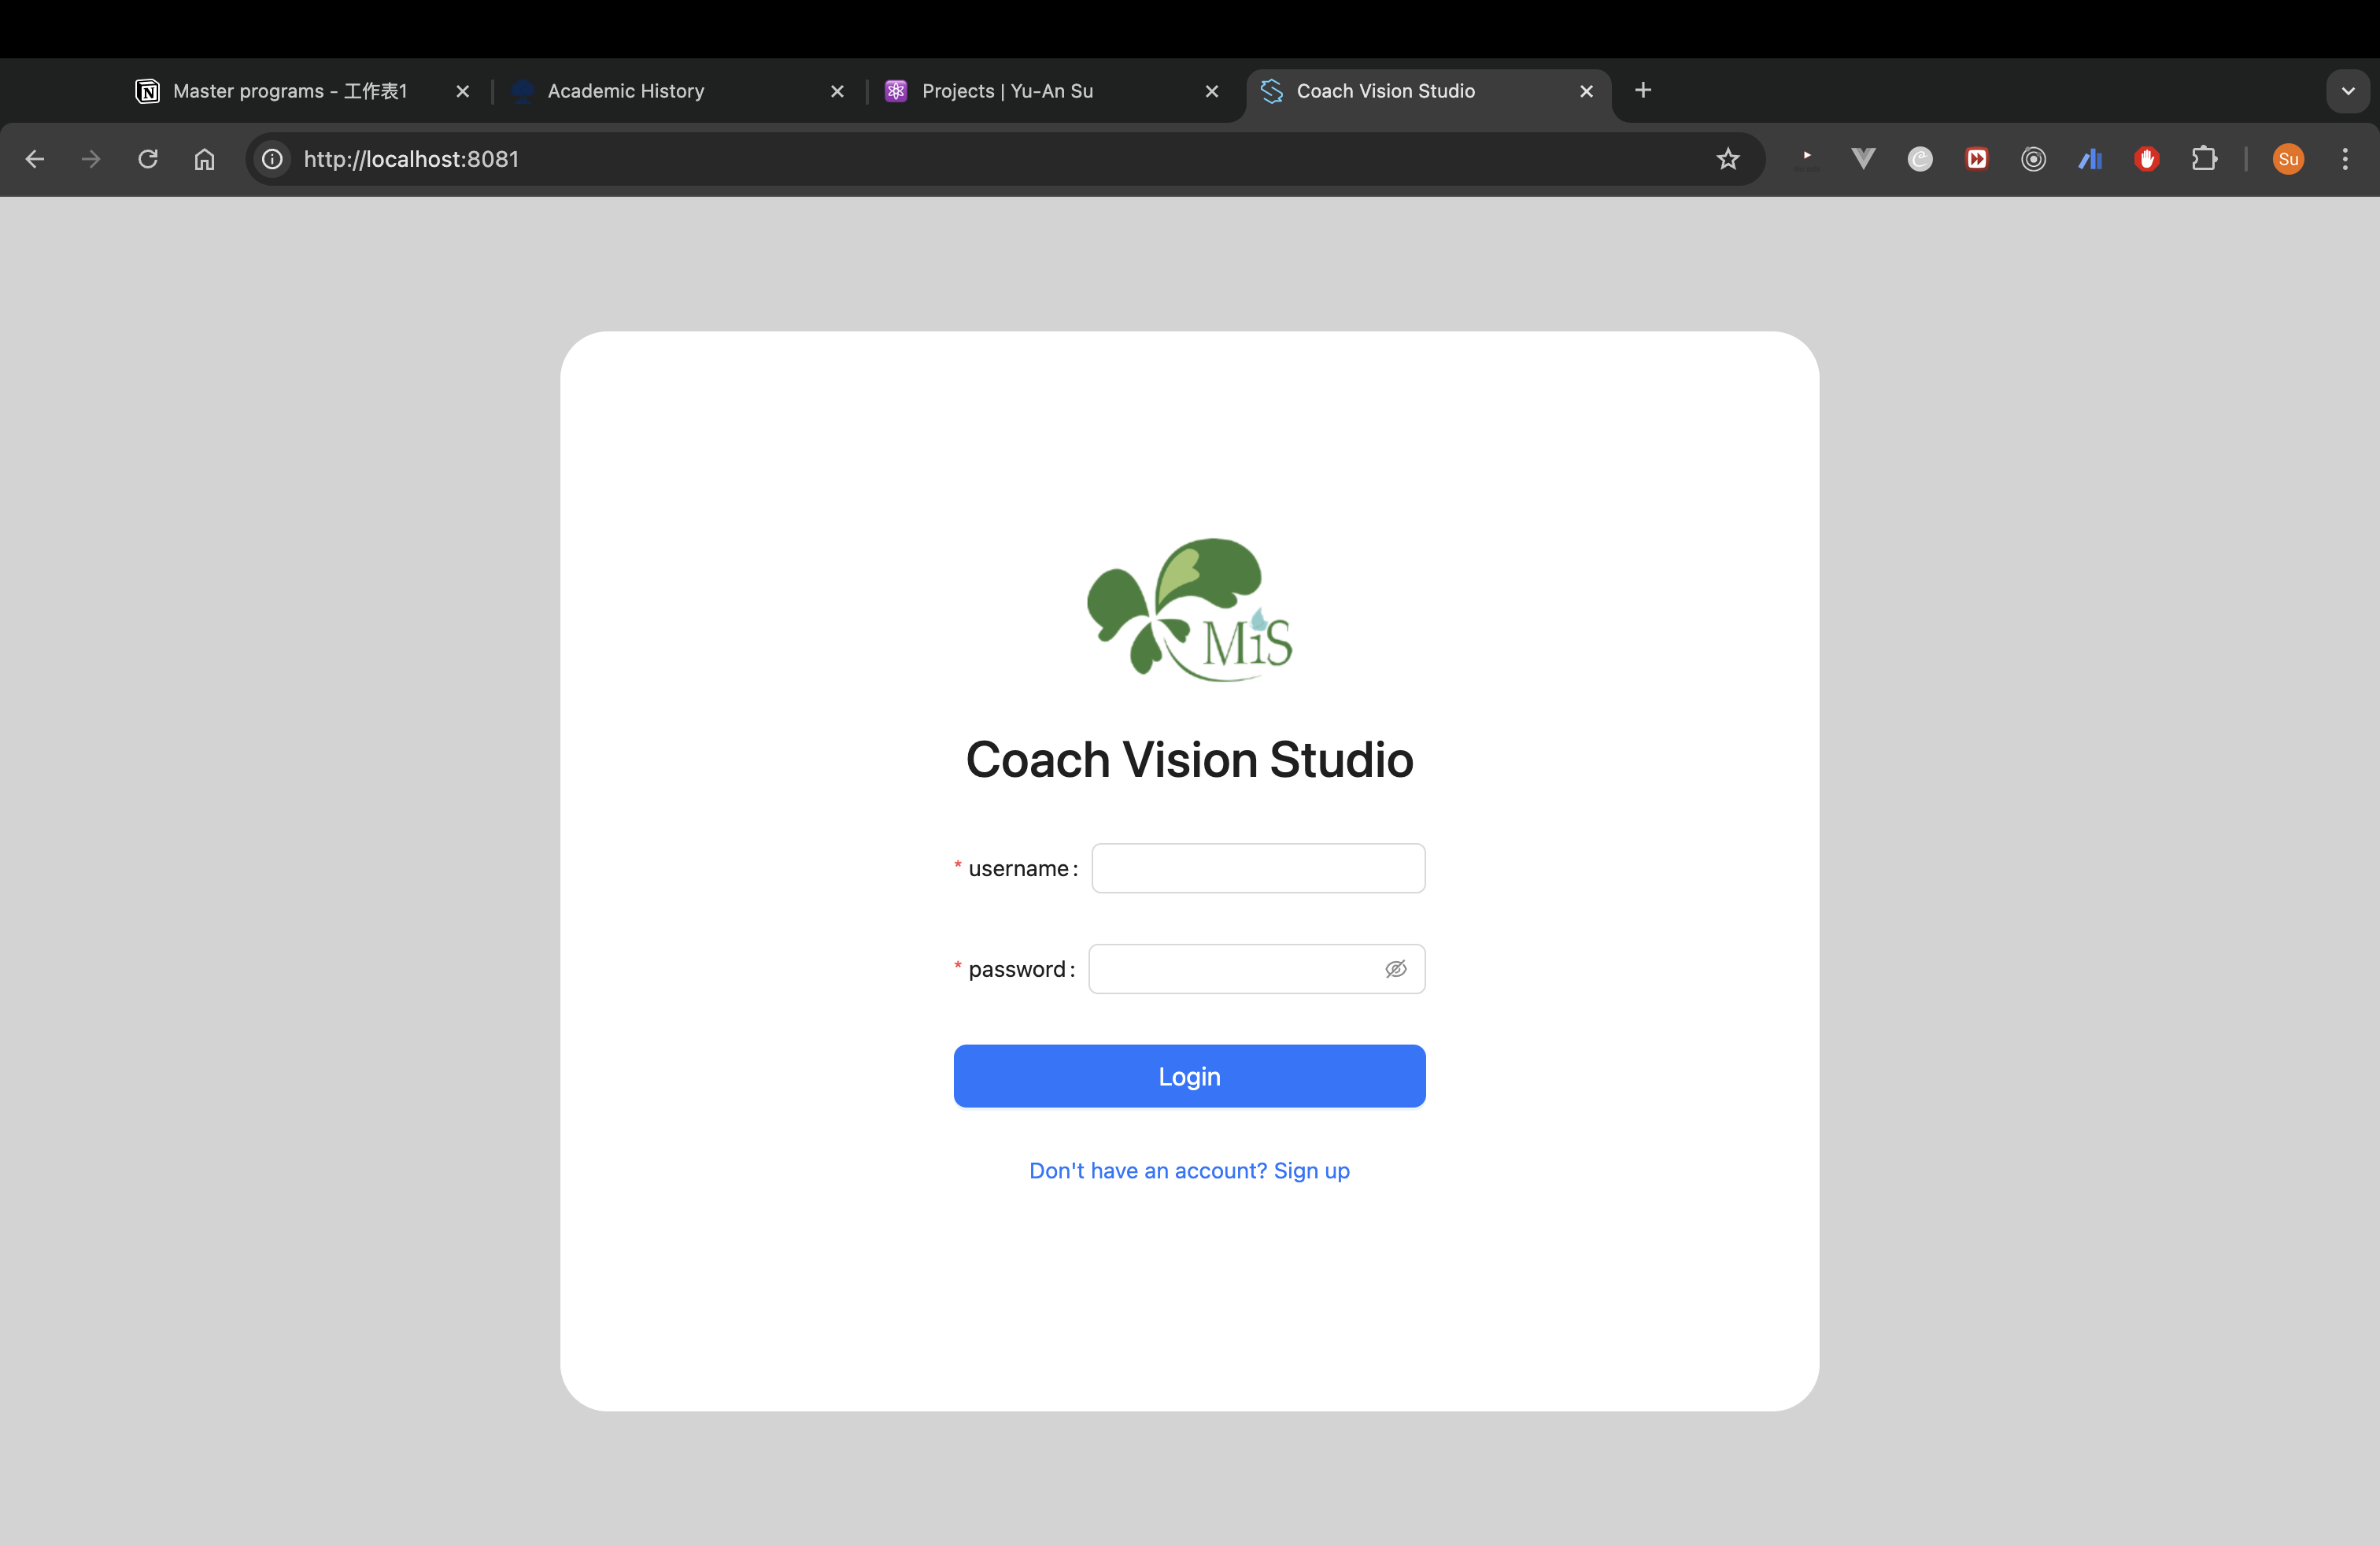 Master programs - 工作表1
Academic History
Projects | Yu-An Su
Coach Vision Studio
http://localhost:8081
Su
MiS
Coach Vision Studio
* username:
* password:
Login
Don't have an account? Sign up